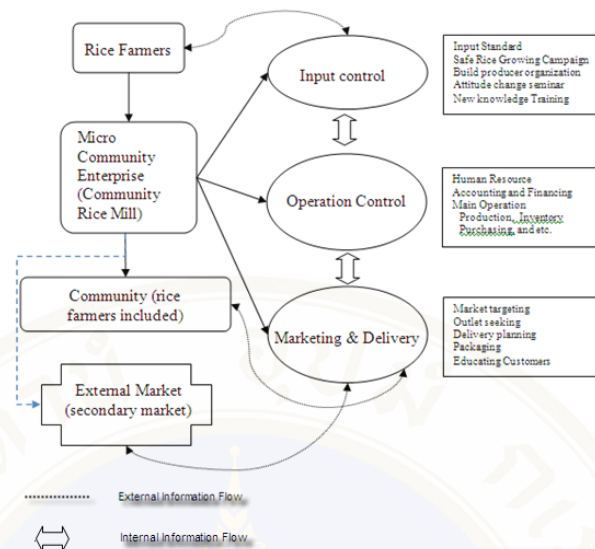 Rice Farmers
Input control
Input Standard
Safe Rice Growing Campaign
Build producer organization
Attitude change seminar
New knowledge Training
Micro
Community
Enterprise
(Community
Rice Mill)
Operation Control
Human Resource
Accounting and Financing
Main Operation
Production, Inventory
Purchasing, and etc.
Community (rice
farmers included)
Marketing & Delivery
Market targeting
Outlet seeking
Delivery planning
Packaging
Educating Customers
External Market
(secondary market)
External Information Flow
Internal Information Flow